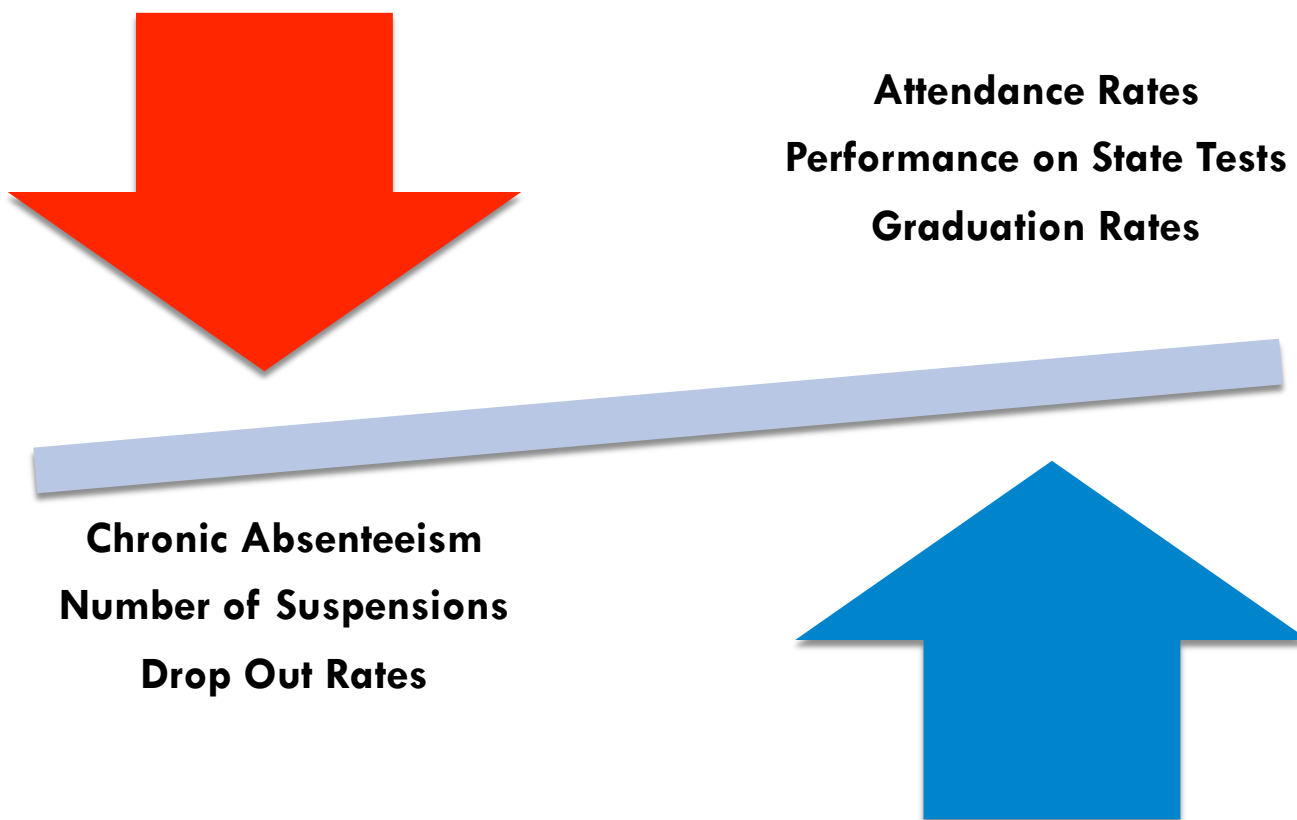 Attendance Rates
Performance on State Tests
Graduation Rates
Chronic Absenteeism
Number of Suspensions
Drop Out Rates